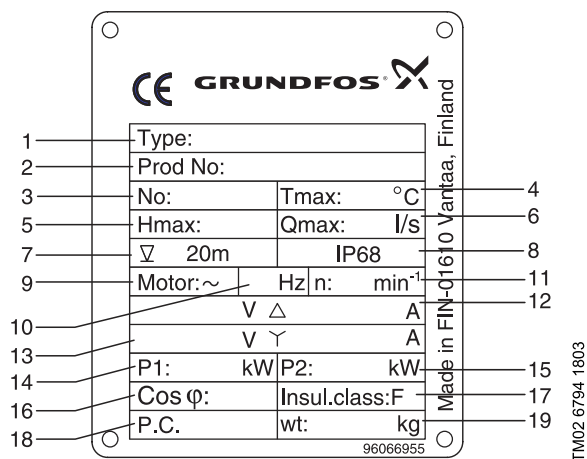 CE GRUNDFOS
1 Type:
2 Prod No:
3 No: Tmax: °C 4
5 Hmax: Qmax: l/s 6
7 20m IP68 8
9 Motor:~ Hz n: min-1 11
10 V △ A 12
13 V Y A
14 P1: kW P2: kW 15
16 Cos φ: Insul.class:F 17
18 P.C. wt: kg 19
96066955
Made in FIN-01610 Vantaa, Finland
TM02 6794 1803